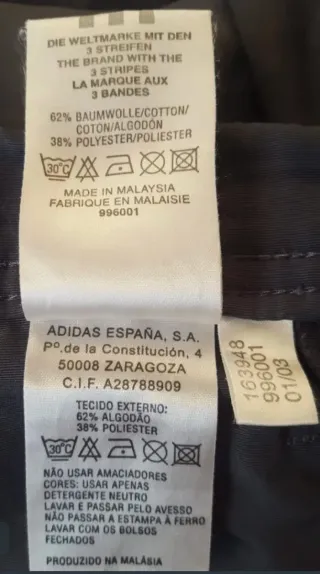 DIE WELTMARKE MIT DEN
3 STREIFEN
THE BRAND WITH THE
3 STRIPES
LA MARQUE AUX
3 BANDES
62% BAUMWOLLE/COTTON/
COTON/ALGODÓN
38% POLYESTER/POLIESTER
30°C
MADE IN MALAYSIA
FABRIQUE EN MALAISIE
996001
ADIDAS ESPAÑA, S.A.
Pº.de la Constitución, 4
50008 ZARAGOZA
C.I.F. A28788909
TECIDO EXTERNO:
62% ALGODÃO
38% POLIESTER
30°C
NÃO USAR AMACIADORES
CORES: USAR APENAS
DETERGENTE NEUTRO
LAVAR E PASSAR PELO AVESSO
NÃO PASSAR A ESTAMPA À FERRO
LAVAR COM OS BOLSOS
FECHADOS
PRODUZIDO NA MALÁSIA
163948
996001
01/03